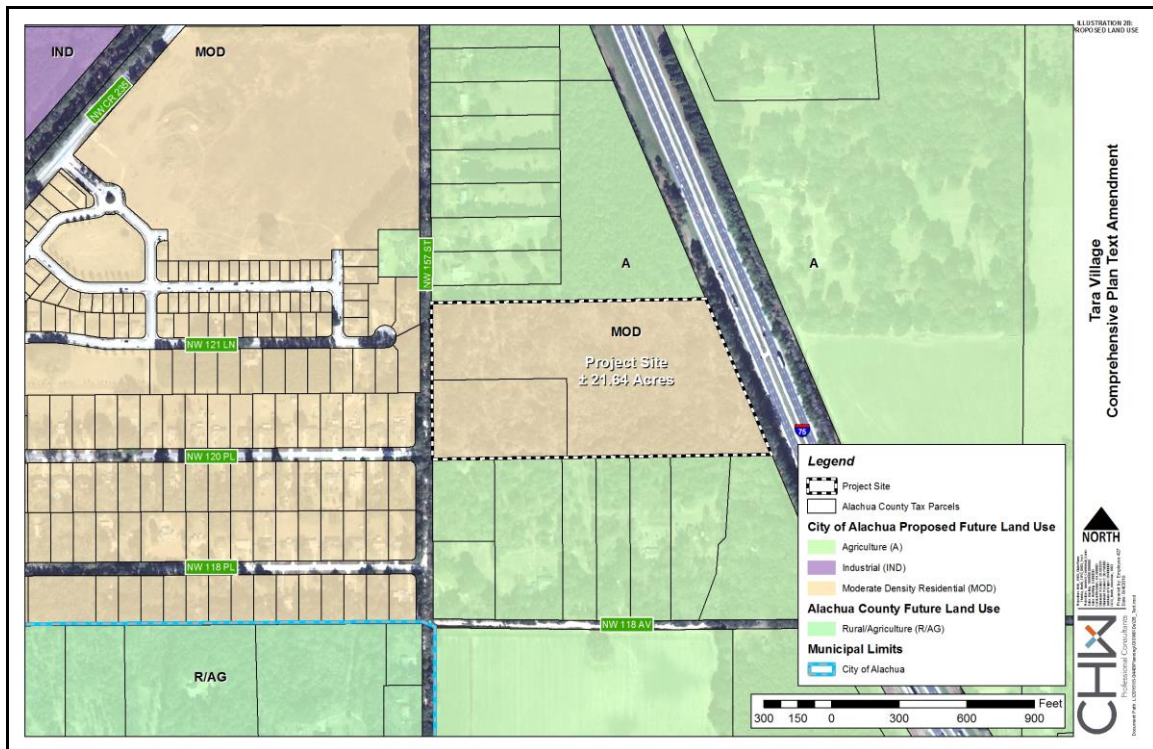 ILLUSTRATION 2B:
PROPOSED LAND USE
IND
MOD
NW CR 235
NW 157 ST
A
A
MOD
Project Site
± 21.64 Acres
NW 121 LN
75
NW 120 PL
NW 118 PL
NW 118 AV
R/AG
Legend
Project Site
Alachua County Tax Parcels
City of Alachua Proposed Future Land Use
Agriculture (A)
Industrial (IND)
Moderate Density Residential (MOD)
Alachua County Future Land Use
Rural/Agriculture (R/AG)
Municipal Limits
City of Alachua
Feet
300 150 0 300 600 900
Tara Village
Comprehensive Plan Text Amendment
NORTH
CHW
Professional Consultants